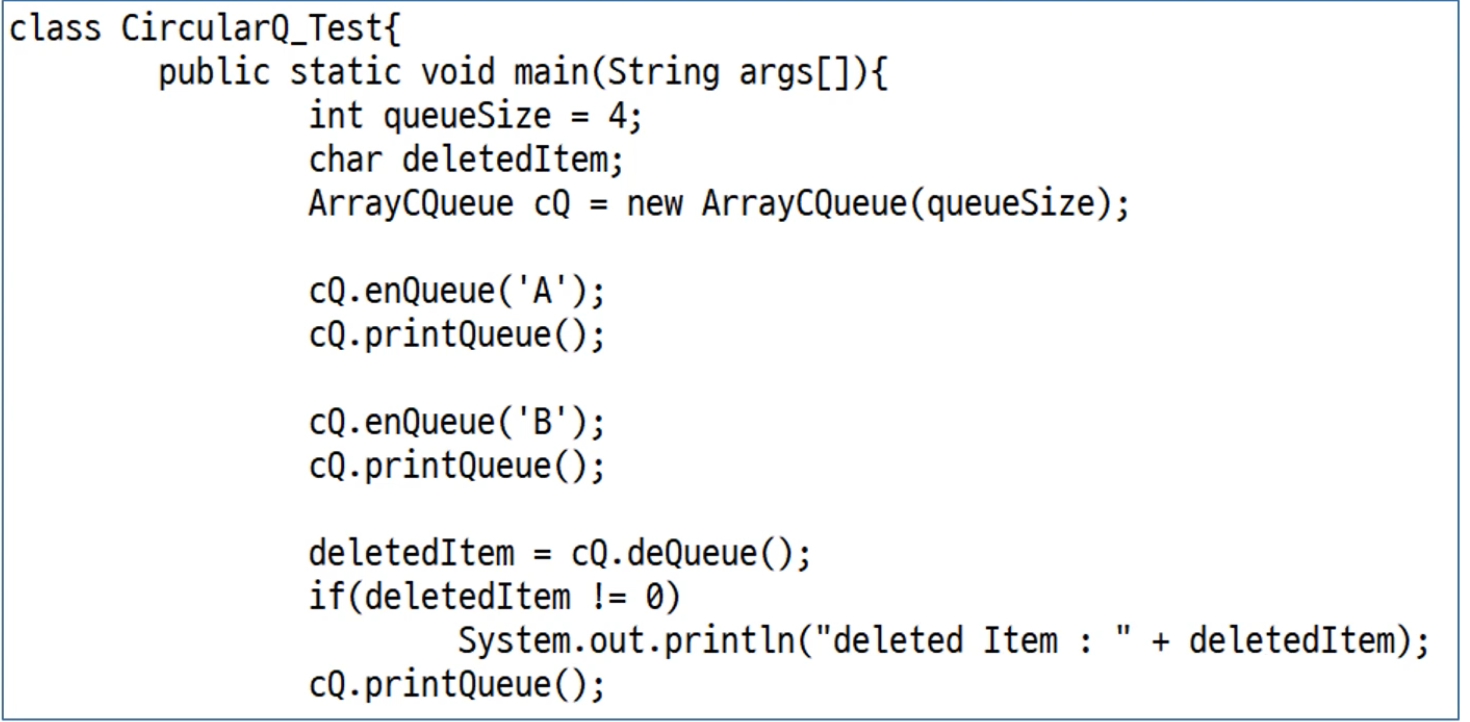 class CircularQ_Test{
public static void main(String args[]){
int queueSize = 4;
char deletedItem;
ArrayCQueue cQ = new ArrayCQueue(queueSize);
cQ.enQueue('A');
cQ.printQueue();
cQ.enQueue('B');
cQ.printQueue();
deletedItem = cQ.deQueue();
if(deletedItem != 0)
System.out.println("deleted Item : " + deletedItem);
cQ.printQueue();